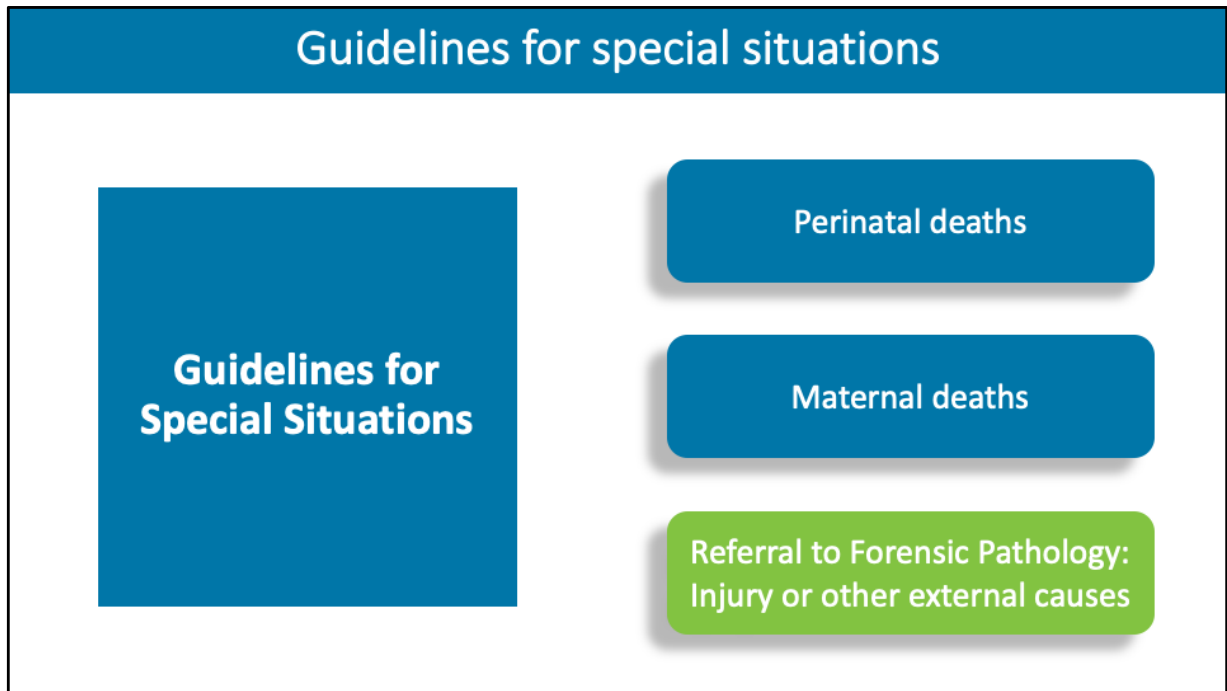 Guidelines for special situations
Guidelines for
Special Situations
Perinatal deaths
Maternal deaths
Referral to Forensic Pathology:
Injury or other external causes